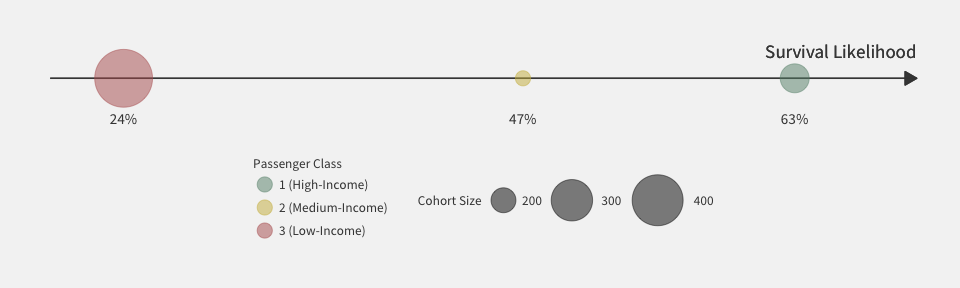 Survival Likelihood
24%
47%
63%
Passenger Class
1 (High-Income)
2 (Medium-Income)
3 (Low-Income)
Cohort Size
200
300
400